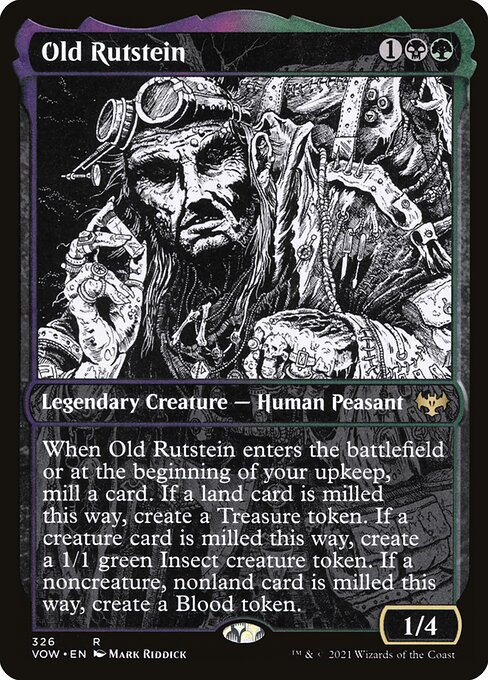 Old Rutstein 1
Legendary Creature — Human Peasant
When Old Rutstein enters the battlefield
or at the beginning of your upkeep,
mill a card. If a land card is milled
this way, create a Treasure token. If a
creature card is milled this way, create
a 1/1 green Insect creature token. If a
noncreature, nonland card is milled this
way, create a Blood token.
1/4
326 R
VOW • EN MARK RIDDICK
™ & © 2021 Wizards of the Coast